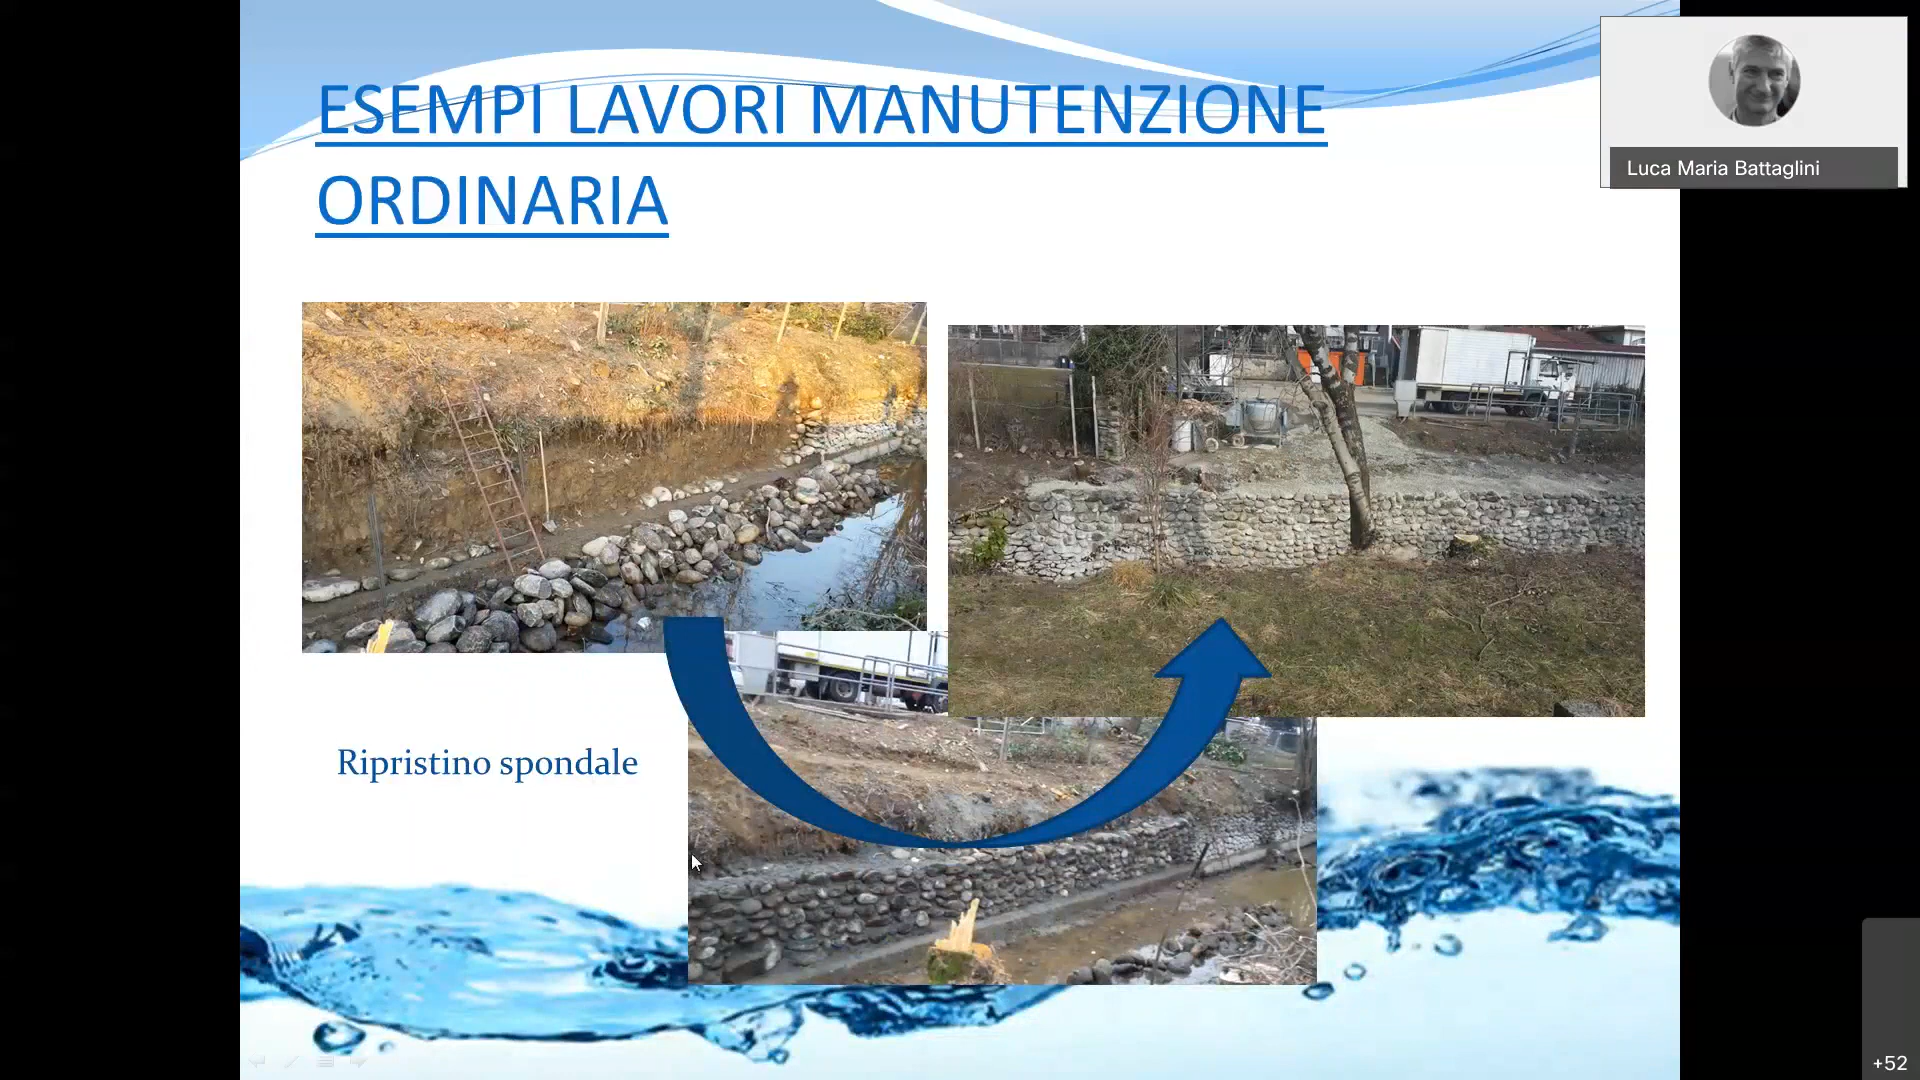 ESEMPI LAVORI MANUTENZIONE
ORDINARIA
Luca Maria Battaglini
Ripristino spondale
+52